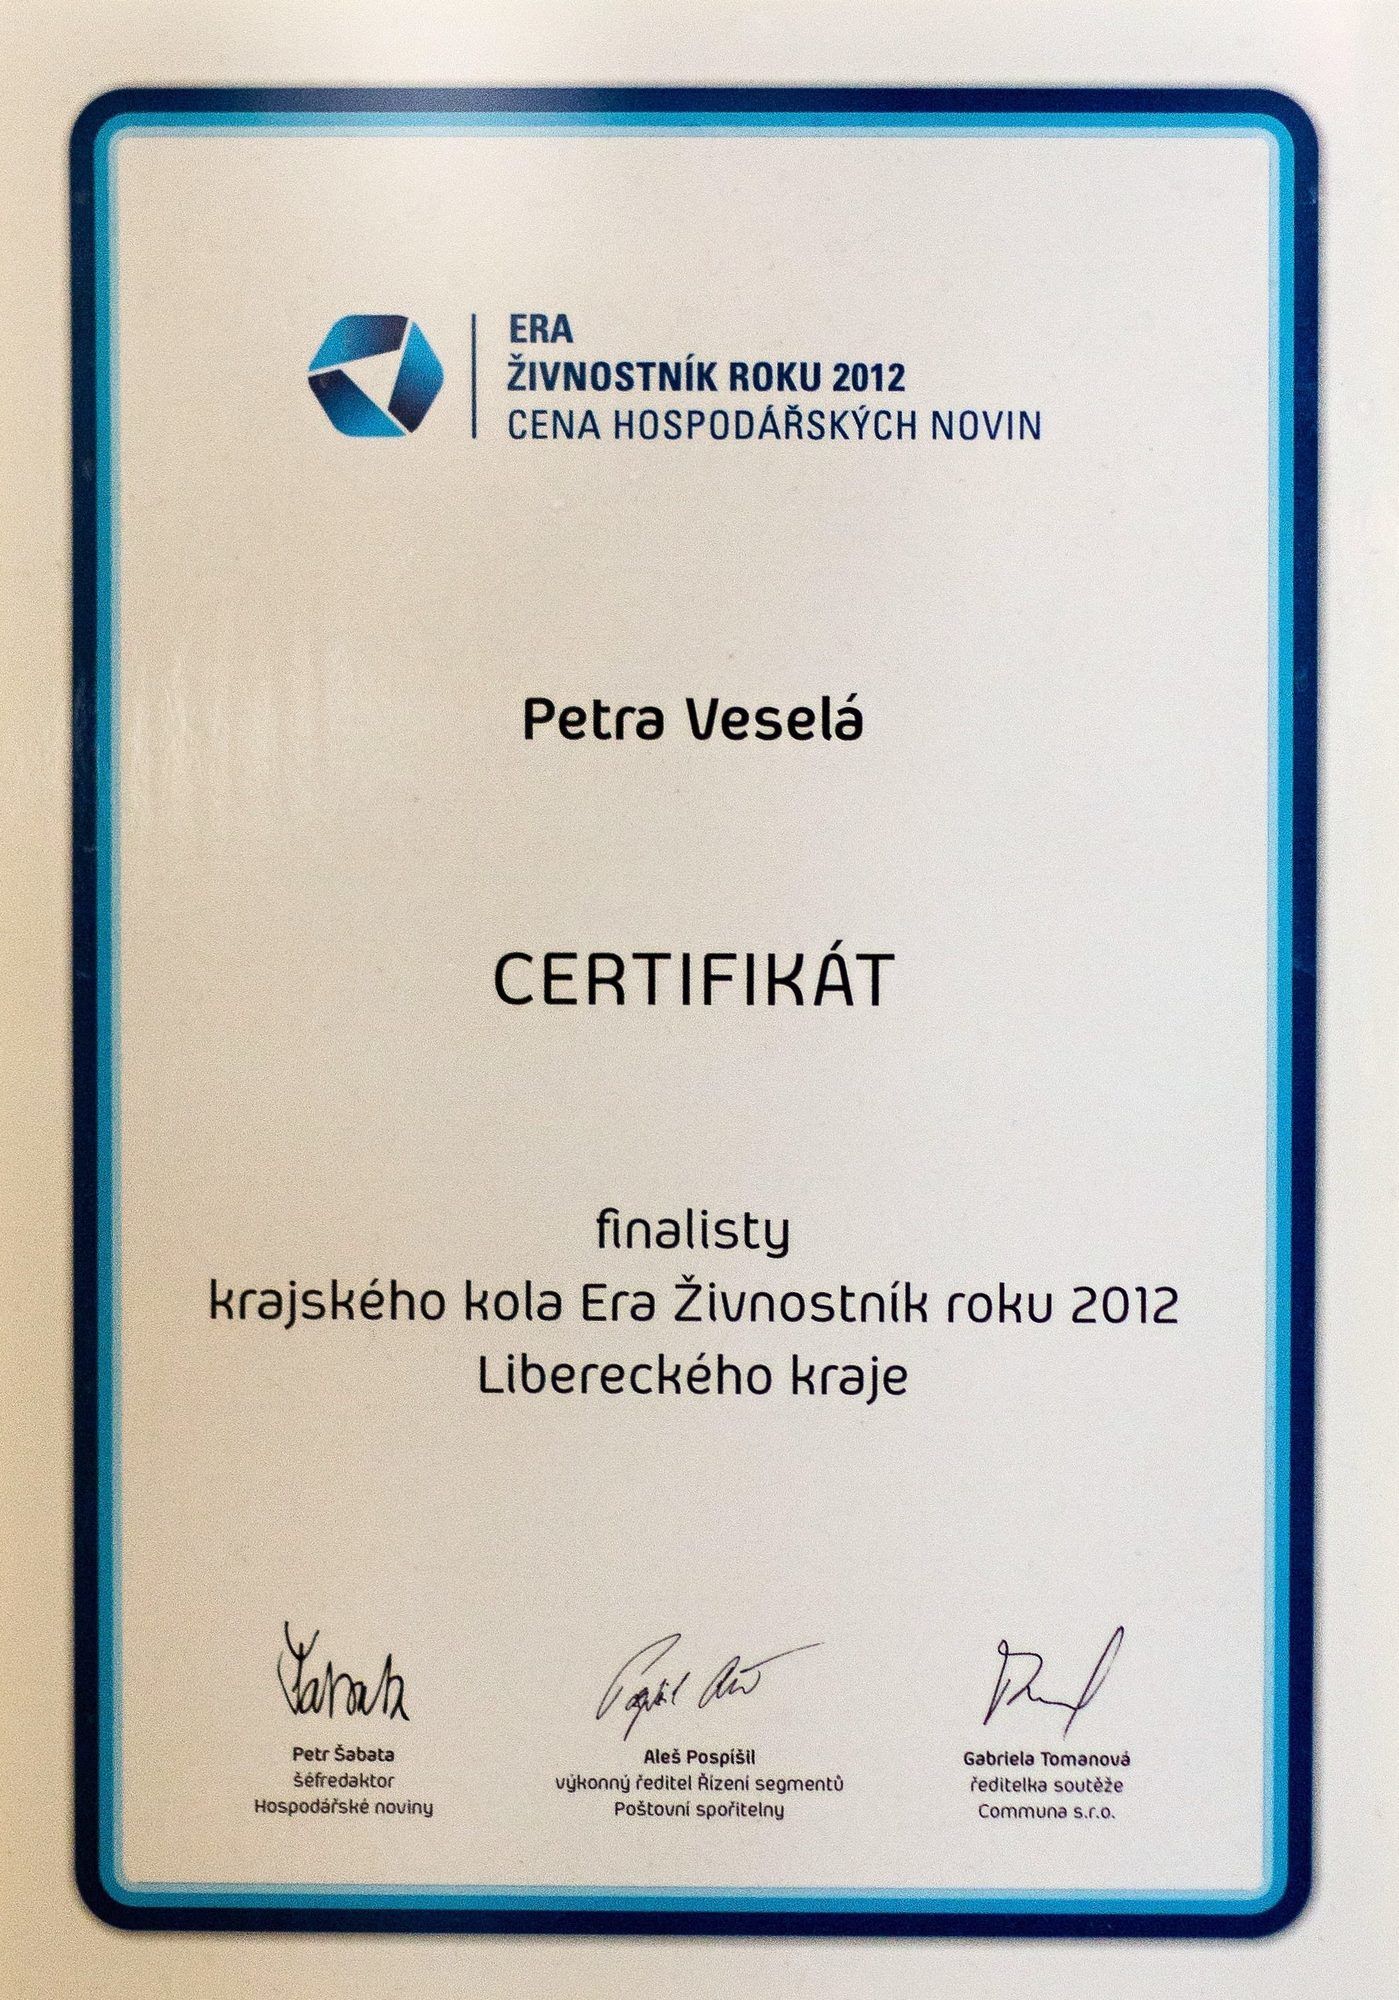 ERA
ŽIVNOSTNÍK ROKU 2012
CENA HOSPODÁŘSKÝCH NOVIN
Petra Veselá
CERTIFIKÁT
finalisty
krajského kola Era Živnostník roku 2012
Libereckého kraje
Petr Šabata
šéfredaktor
Hospodářské noviny
Aleš Pospíšil
výkonný ředitel Řízení segmentů
Poštovní spořitelny
Gabriela Tomanová
ředitelka soutěže
Communa s.r.o.